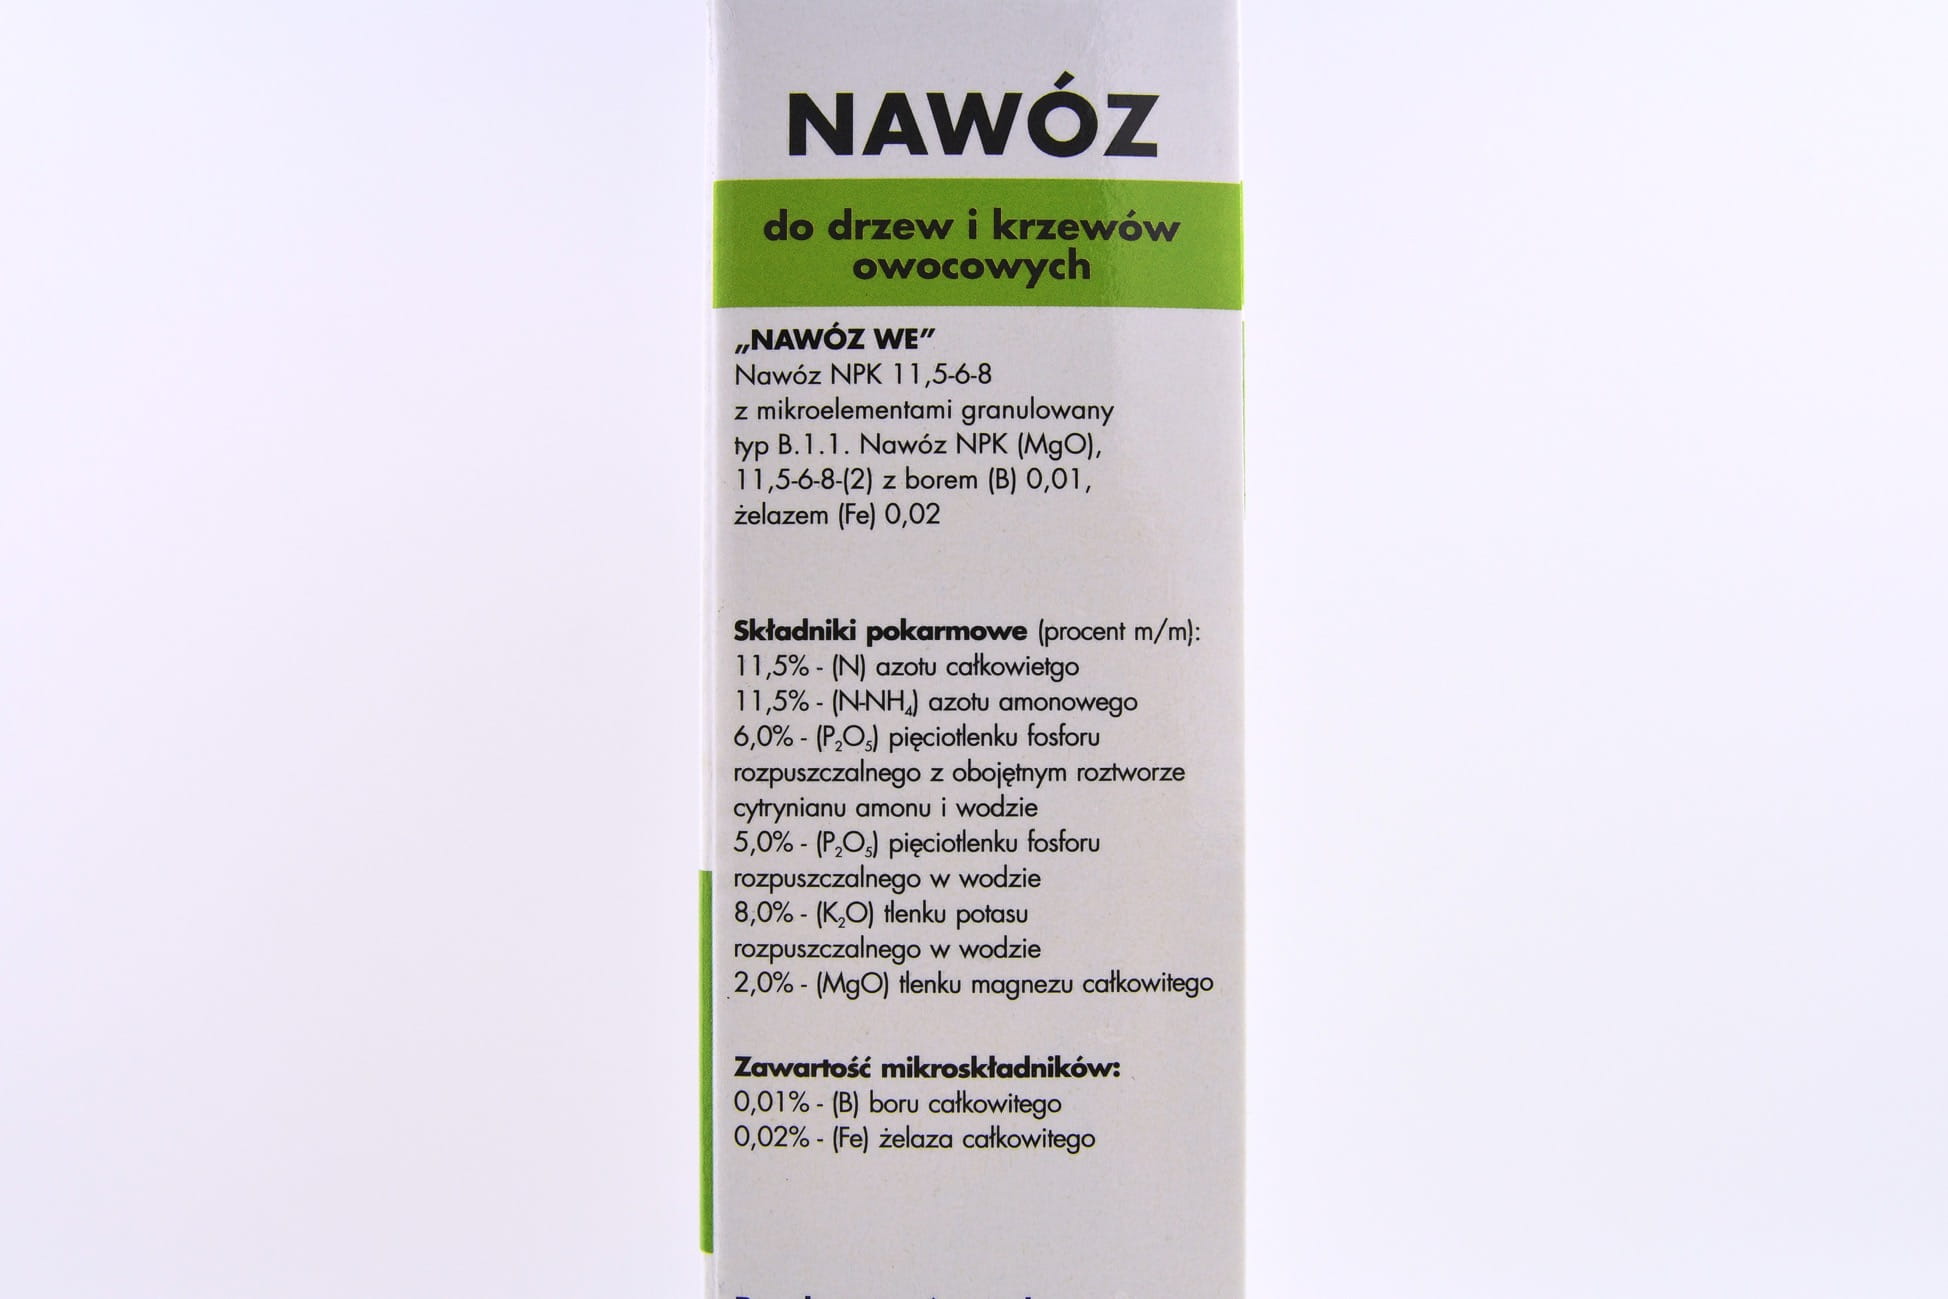 NAWÓZ
do drzew i krzewów
owocowych
„NAWÓZ WE”
Nawóz NPK 11,5-6-8
z mikroelementami granulowany
typ B.1.1. Nawóz NPK (MgO),
11,5-6-8-(2) z borem (B) 0,01,
żelazem (Fe) 0,02
Składniki pokarmowe (procent m/m):
11,5% - (N) azotu całkowietgo
11,5% - (N-NH₄) azotu amonowego
6,0% - (P₂O₅) pięciotlenku fosforu
rozpuszczalnego z obojętnym roztworze
cytrynianu amonu i wodzie
5,0% - (P₂O₅) pięciotlenku fosforu
rozpuszczalnego w wodzie
8,0% - (K₂O) tlenku potasu
rozpuszczalnego w wodzie
2,0% - (MgO) tlenku magnezu całkowitego
Zawartość mikroskładników:
0,01% - (B) boru całkowitego
0,02% - (Fe) żelaza całkowitego